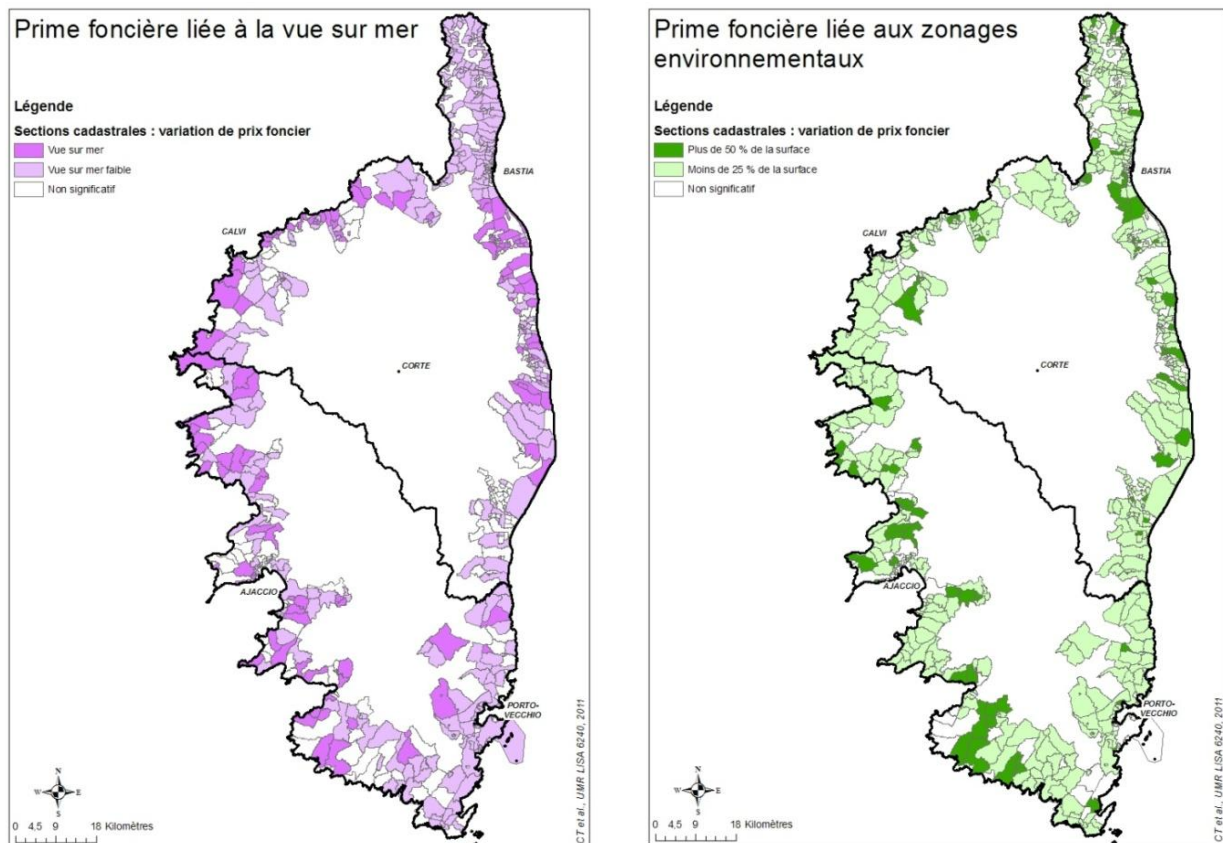 Prime foncière liée à la vue sur mer
Légende
Sections cadastrales : variation de prix foncier
Vue sur mer
Vue sur mer faible
Non significatif
BASTIA
CALVI
CORTE
AJACCIO
PORTO-
VECCHIO
N
W E
S
0 4,5 9 18 Kilomètres
CT et al., UMR LISA 6240, 2011
Prime foncière liée aux zonages
environnementaux
Légende
Sections cadastrales : variation de prix foncier
Plus de 50 % de la surface
Moins de 25 % de la surface
Non significatif
BASTIA
CALVI
CORTE
AJACCIO
PORTO-
VECCHIO
N
W E
S
0 4,5 9 18 Kilomètres
CT et al., UMR LISA 6240, 2011